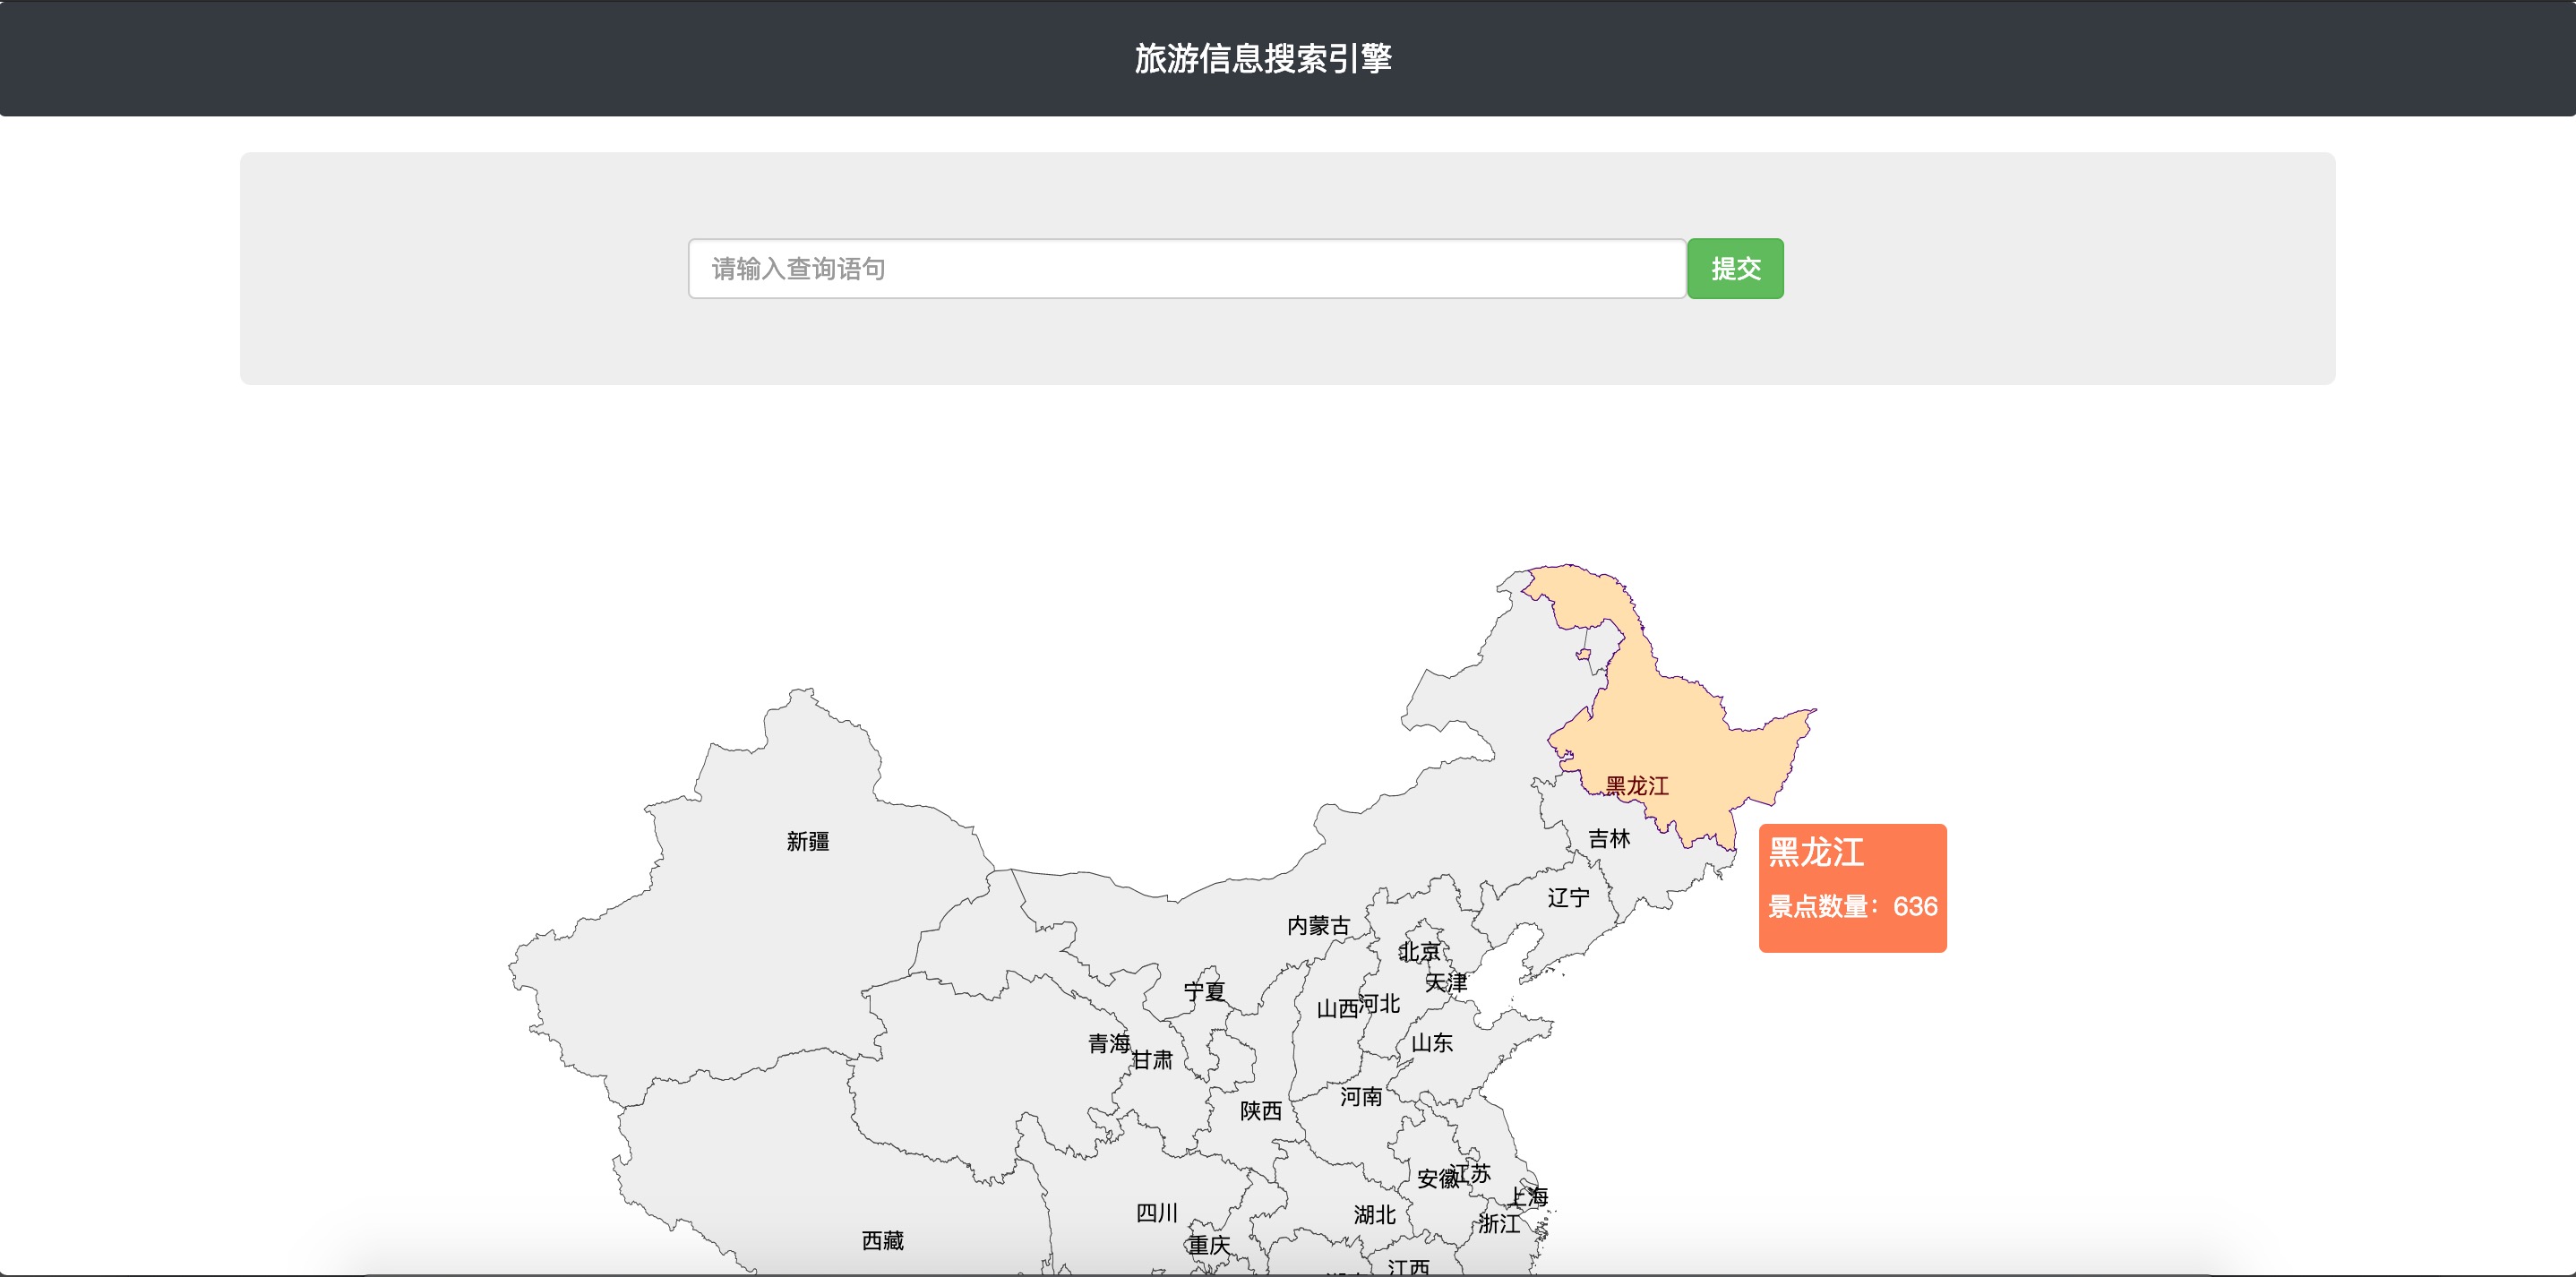 旅游信息搜索引擎
请输入查询语句
提交
黑龙江
吉林
新疆
黑龙江
景点数量：636
辽宁
内蒙古
北京
天津
宁夏
山西
河北
青海
山东
甘肃
河南
陕西
安徽
江苏
上海
四川
湖北
浙江
西藏
重庆
江西